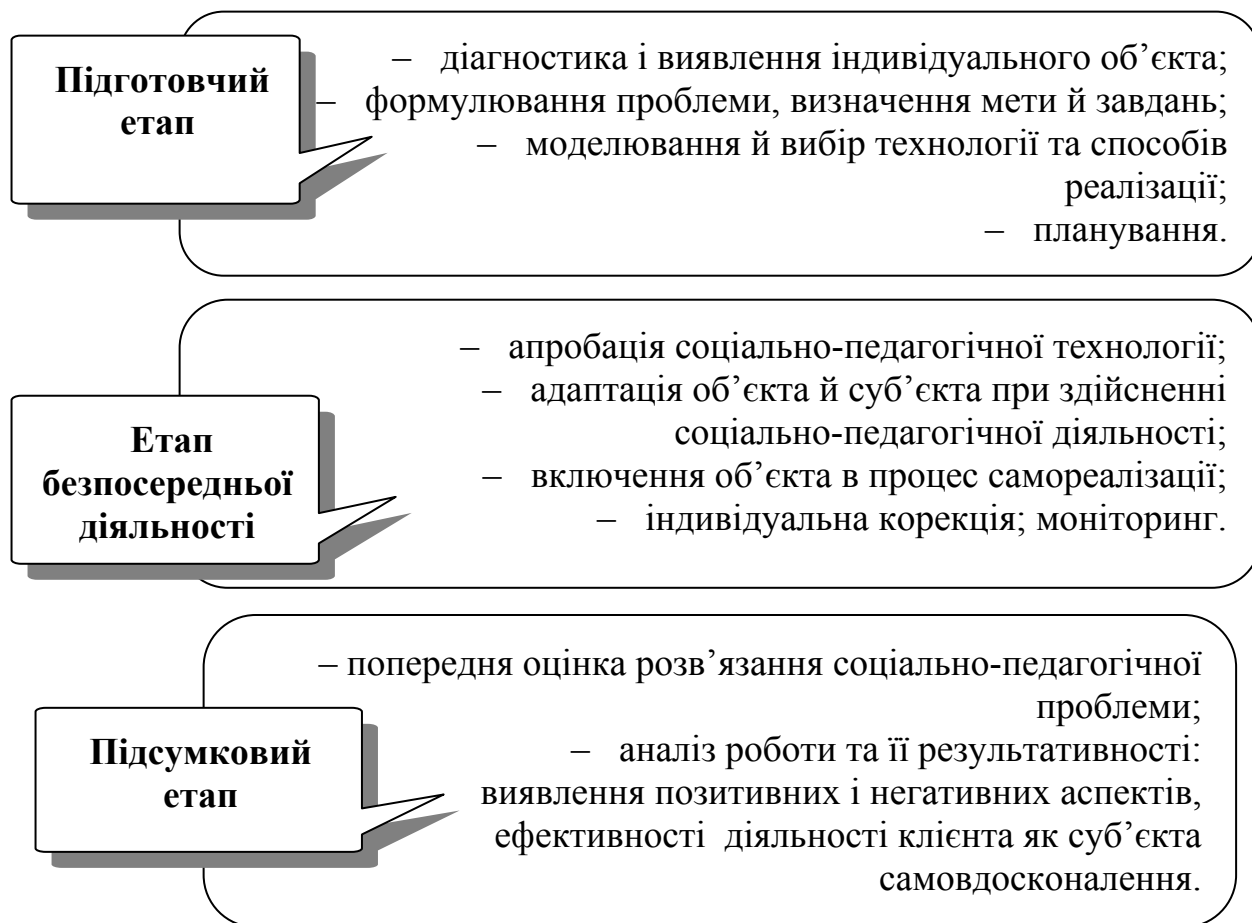 Підготовчий
етап
– діагностика і виявлення індивідуального об’єкта;
– формулювання проблеми, визначення мети й завдань;
– моделювання й вибір технології та способів
реалізації;
– планування.
Етап
безпосередньої
діяльності
– апробація соціально-педагогічної технології;
– адаптація об’єкта й суб’єкта при здійсненні
соціально-педагогічної діяльності;
– включення об’єкта в процес самореалізації;
– індивідуальна корекція; моніторинг.
Підсумковий
етап
– попередня оцінка розв’язання соціально-педагогічної
проблеми;
– аналіз роботи та її результативності:
виявлення позитивних і негативних аспектів,
ефективності діяльності клієнта як суб’єкта
самовдосконалення.